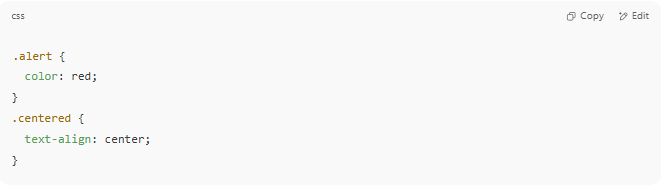 css Copy Edit
.alert {
  color: red;
}
.centered {
  text-align: center;
}